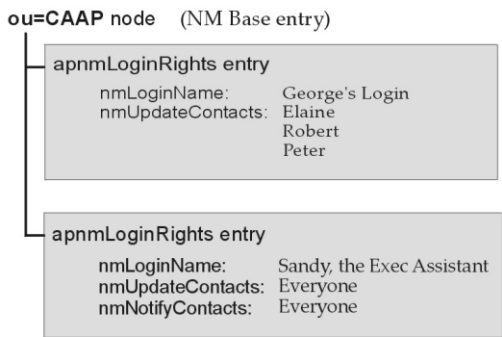 ou=CAAP node (NM Base entry)
apnmLoginRights entry
nmLoginName: George's Login
nmUpdateContacts: Elaine
Robert
Peter
apnmLoginRights entry
nmLoginName: Sandy, the Exec Assistant
nmUpdateContacts: Everyone
nmNotifyContacts: Everyone